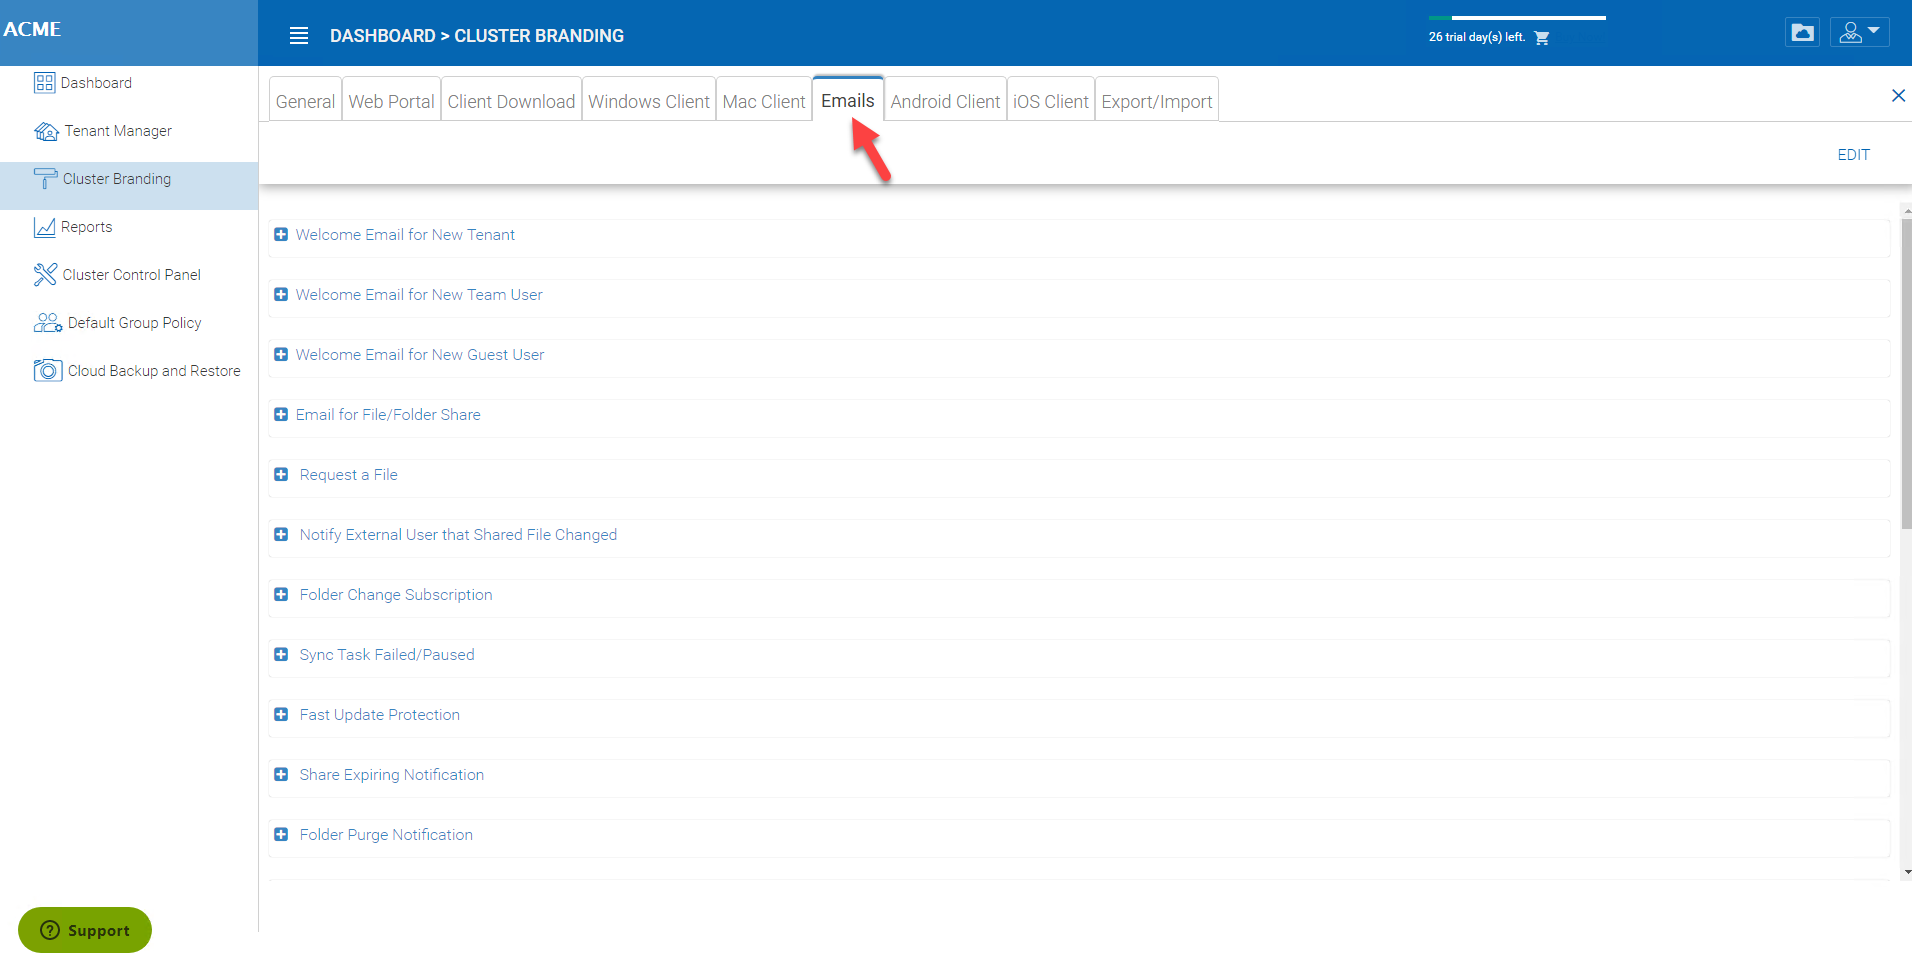 ACME
DASHBOARD > CLUSTER BRANDING
26 trial day(s) left.
Dashboard
Tenant Manager
Cluster Branding
Reports
Cluster Control Panel
Default Group Policy
Cloud Backup and Restore
General Web Portal Client Download Windows Client Mac Client Emails Android Client iOS Client Export/Import
EDIT
Welcome Email for New Tenant
Welcome Email for New Team User
Welcome Email for New Guest User
Email for File/Folder Share
Request a File
Notify External User that Shared File Changed
Folder Change Subscription
Sync Task Failed/Paused
Fast Update Protection
Share Expiring Notification
Folder Purge Notification
Support